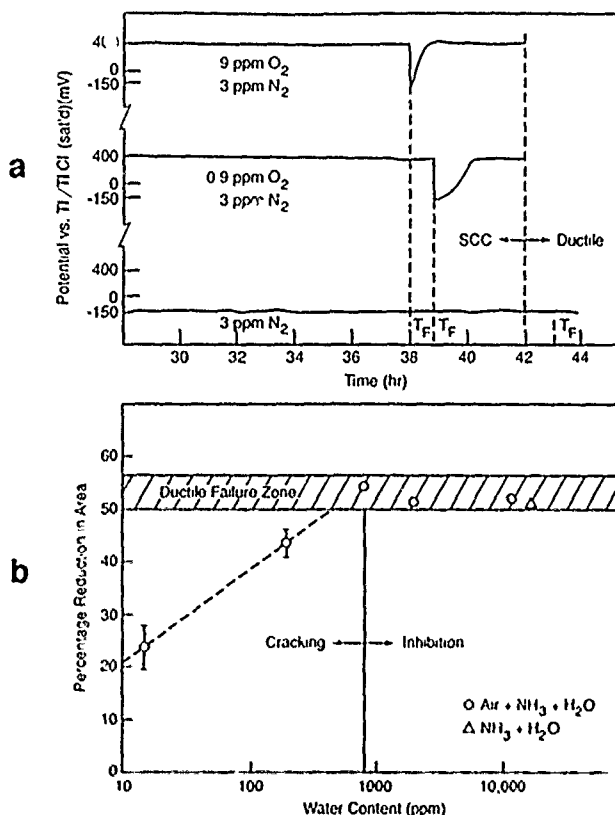 a
Potential vs. Tl/TlCl (sat'd)(mV)
0
-150
9 ppm O2
3 ppm N2
400
0
-150
0 9 ppm O2
3 ppm N2
SCC
Ductile
400
0
-150
3 ppm N2
TF
TF
TF
30
32
34
36
38
40
42
44
Time (hr)
b
Percentage Reduction in Area
60
50
40
30
20
10
0
Ductile Failure Zone
Cracking
Inhibition
Air + NH3 + H2O
NH3 + H2O
10
100
1000
10,000
Water Content (ppm)